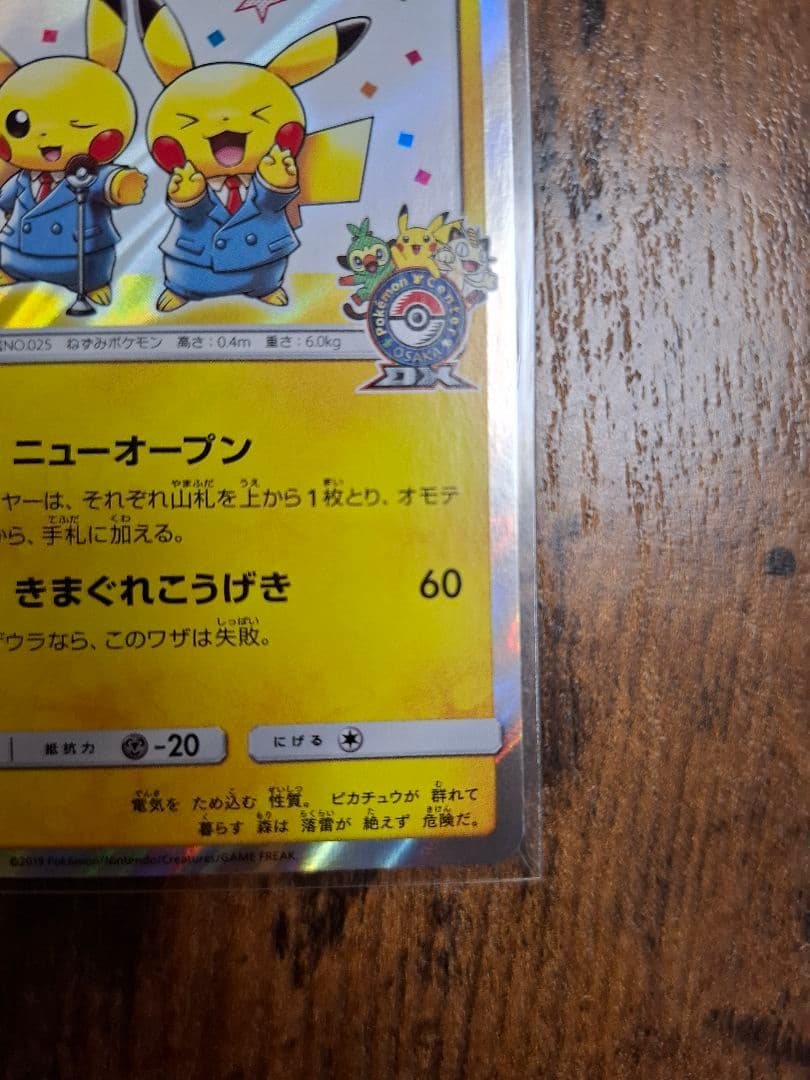 Pokémon Center
OSAKA
DX
NO.025 ねずみポケモン 高さ：0.4m 重さ：6.0kg
ニューオープン
ヤーは、それぞれ山札を上から1枚とり、オモテ
から、手札に加える。
きまぐれこうげき 60
ウラなら、このワザは失敗。
抵抗力 -20 にげる
電気を ため込む 性質。 ピカチュウが 群れて
暮らす 森は 落雷が 絶えず 危険だ。
©2019 Pokémon/Nintendo/Creatures/GAME FREAK.